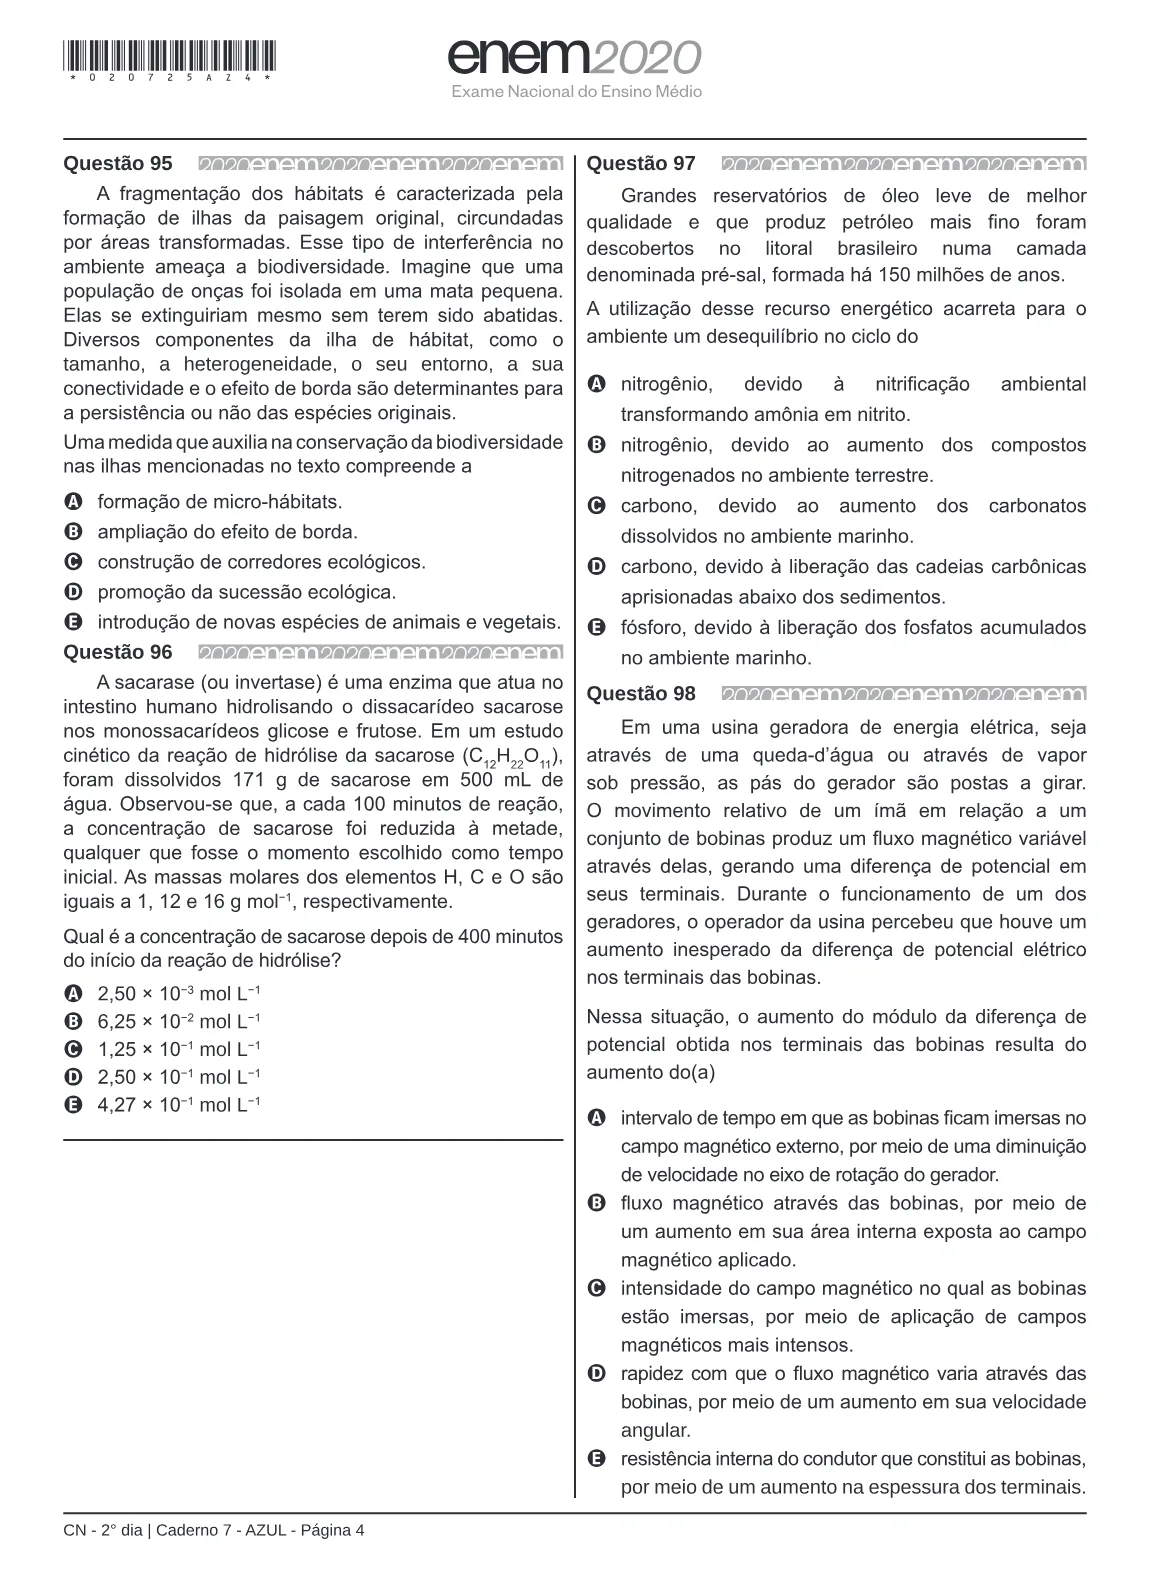 *020725AZ4*
enem2020
Exame Nacional do Ensino Médio
Questão 95 2020enem2020enem2020enem
A fragmentação dos hábitats é caracterizada pela
formação de ilhas da paisagem original, circundadas
por áreas transformadas. Esse tipo de interferência no
ambiente ameaça a biodiversidade. Imagine que uma
população de onças foi isolada em uma mata pequena.
Elas se extinguiriam mesmo sem terem sido abatidas.
Diversos componentes da ilha de hábitat, como o
tamanho, a heterogeneidade, o seu entorno, a sua
conectividade e o efeito de borda são determinantes para
a persistência ou não das espécies originais.
Uma medida que auxilia na conservação da biodiversidade
nas ilhas mencionadas no texto compreende a
A formação de micro-hábitats.
B ampliação do efeito de borda.
C construção de corredores ecológicos.
D promoção da sucessão ecológica.
E introdução de novas espécies de animais e vegetais.
Questão 96 2020enem2020enem2020enem
A sacarase (ou invertase) é uma enzima que atua no
intestino humano hidrolisando o dissacarídeo sacarose
nos monossacarídeos glicose e frutose. Em um estudo
cinético da reação de hidrólise da sacarose (C₁₂H₂₂O₁₁),
foram dissolvidos 171 g de sacarose em 500 mL de
água. Observou-se que, a cada 100 minutos de reação,
a concentração de sacarose foi reduzida à metade,
qualquer que fosse o momento escolhido como tempo
inicial. As massas molares dos elementos H, C e O são
iguais a 1, 12 e 16 g mol⁻¹, respectivamente.
Qual é a concentração de sacarose depois de 400 minutos
do início da reação de hidrólise?
A 2,50 × 10⁻³ mol L⁻¹
B 6,25 × 10⁻² mol L⁻¹
C 1,25 × 10⁻¹ mol L⁻¹
D 2,50 × 10⁻¹ mol L⁻¹
E 4,27 × 10⁻¹ mol L⁻¹
Questão 97 2020enem2020enem2020enem
Grandes reservatórios de óleo leve de melhor
qualidade e que produz petróleo mais fino foram
descobertos no litoral brasileiro numa camada
denominada pré-sal, formada há 150 milhões de anos.
A utilização desse recurso energético acarreta para o
ambiente um desequilíbrio no ciclo do
A nitrogênio, devido à nitrificação ambiental
transformando amônia em nitrito.
B nitrogênio, devido ao aumento dos compostos
nitrogenados no ambiente terrestre.
C carbono, devido ao aumento dos carbonatos
dissolvidos no ambiente marinho.
D carbono, devido à liberação das cadeias carbônicas
aprisionadas abaixo dos sedimentos.
E fósforo, devido à liberação dos fosfatos acumulados
no ambiente marinho.
Questão 98 2020enem2020enem2020enem
Em uma usina geradora de energia elétrica, seja
através de uma queda-d’água ou através de vapor
sob pressão, as pás do gerador são postas a girar.
O movimento relativo de um ímã em relação a um
conjunto de bobinas produz um fluxo magnético variável
através delas, gerando uma diferença de potencial em
seus terminais. Durante o funcionamento de um dos
geradores, o operador da usina percebeu que houve um
aumento inesperado da diferença de potencial elétrico
nos terminais das bobinas.
Nessa situação, o aumento do módulo da diferença de
potencial obtida nos terminais das bobinas resulta do
aumento do(a)
A intervalo de tempo em que as bobinas ficam imersas no
campo magnético externo, por meio de uma diminuição
de velocidade no eixo de rotação do gerador.
B fluxo magnético através das bobinas, por meio de
um aumento em sua área interna exposta ao campo
magnético aplicado.
C intensidade do campo magnético no qual as bobinas
estão imersas, por meio de aplicação de campos
magnéticos mais intensos.
D rapidez com que o fluxo magnético varia através das
bobinas, por meio de um aumento em sua velocidade
angular.
E resistência interna do condutor que constitui as bobinas,
por meio de um aumento na espessura dos terminais.
CN - 2° dia | Caderno 7 - AZUL - Página 4